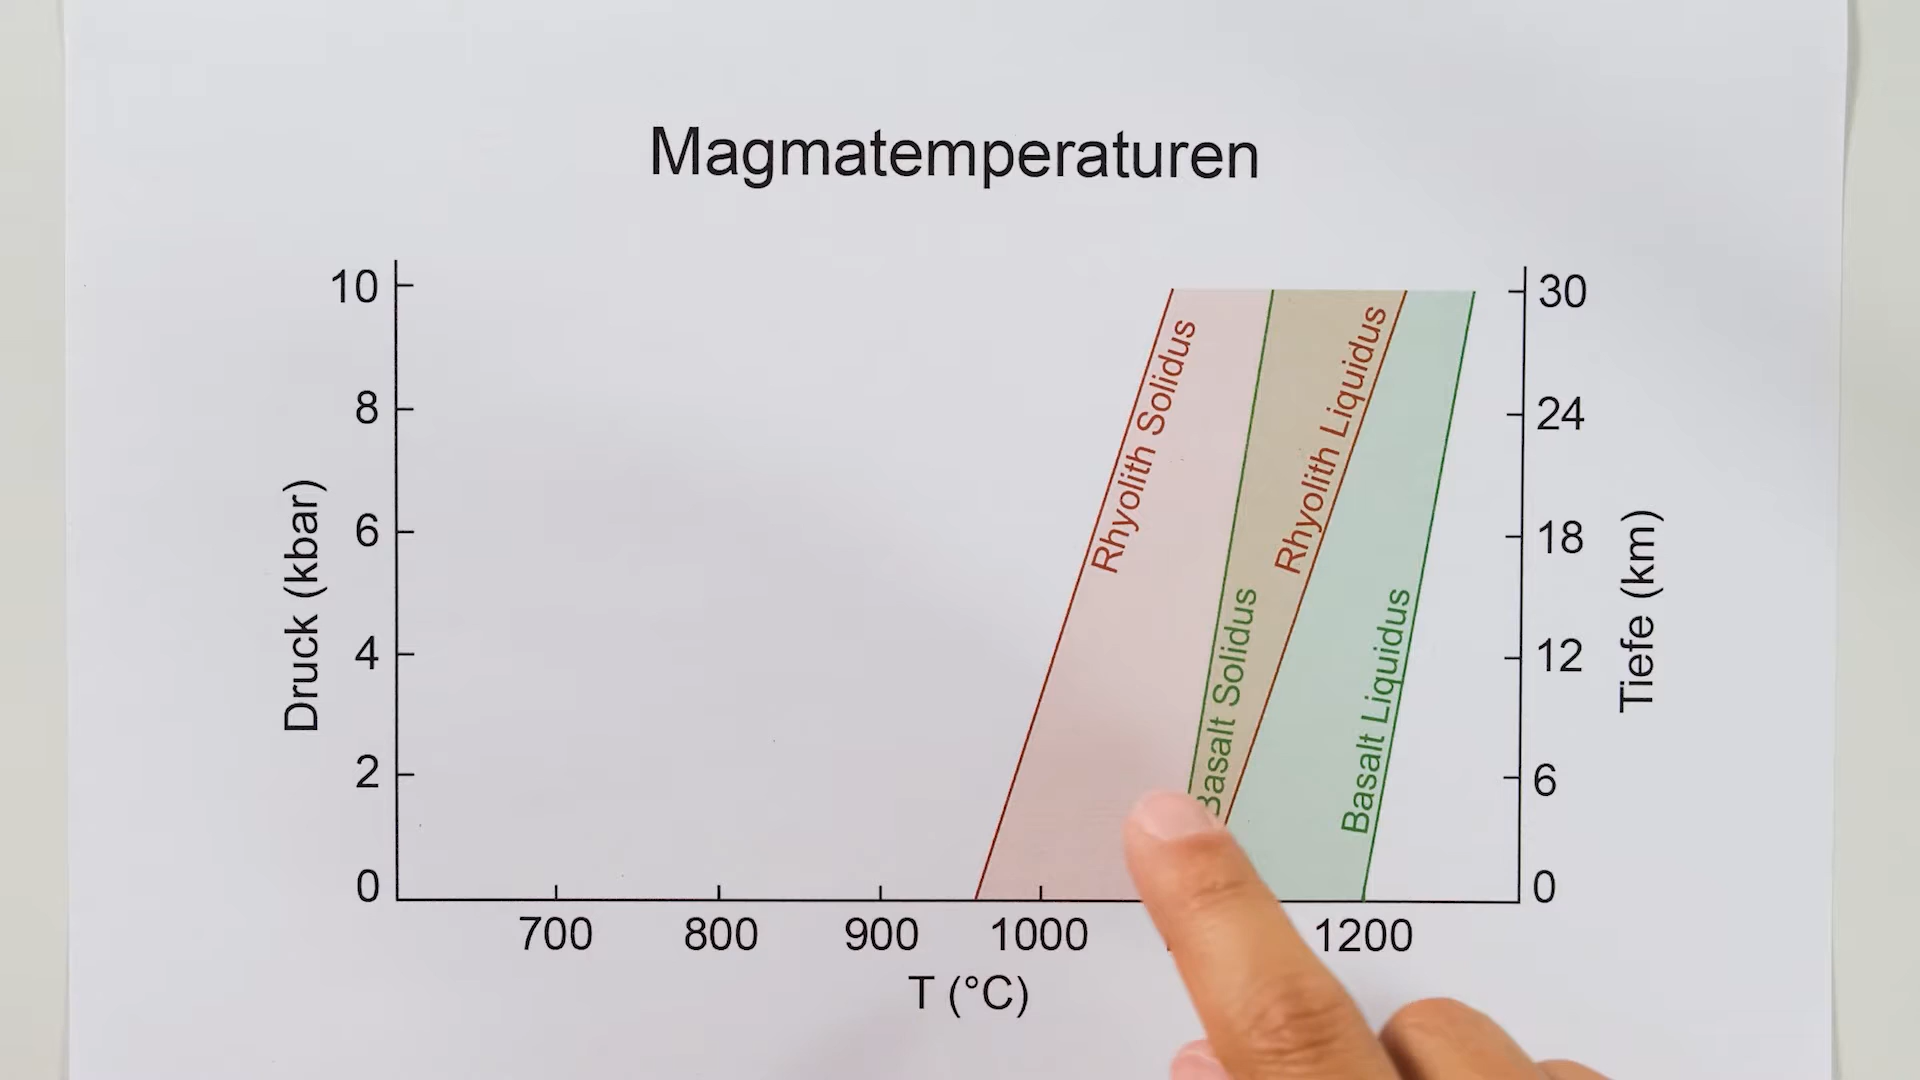 Magmatemperaturen
10
8
6
4
2
0
Druck (kbar)
Rhyolith Solidus
Basalt Solidus
Rhyolith Liquidus
Basalt Liquidus
30
24
18
12
6
0
Tiefe (km)
700 800 900 1000 1200
T (°C)